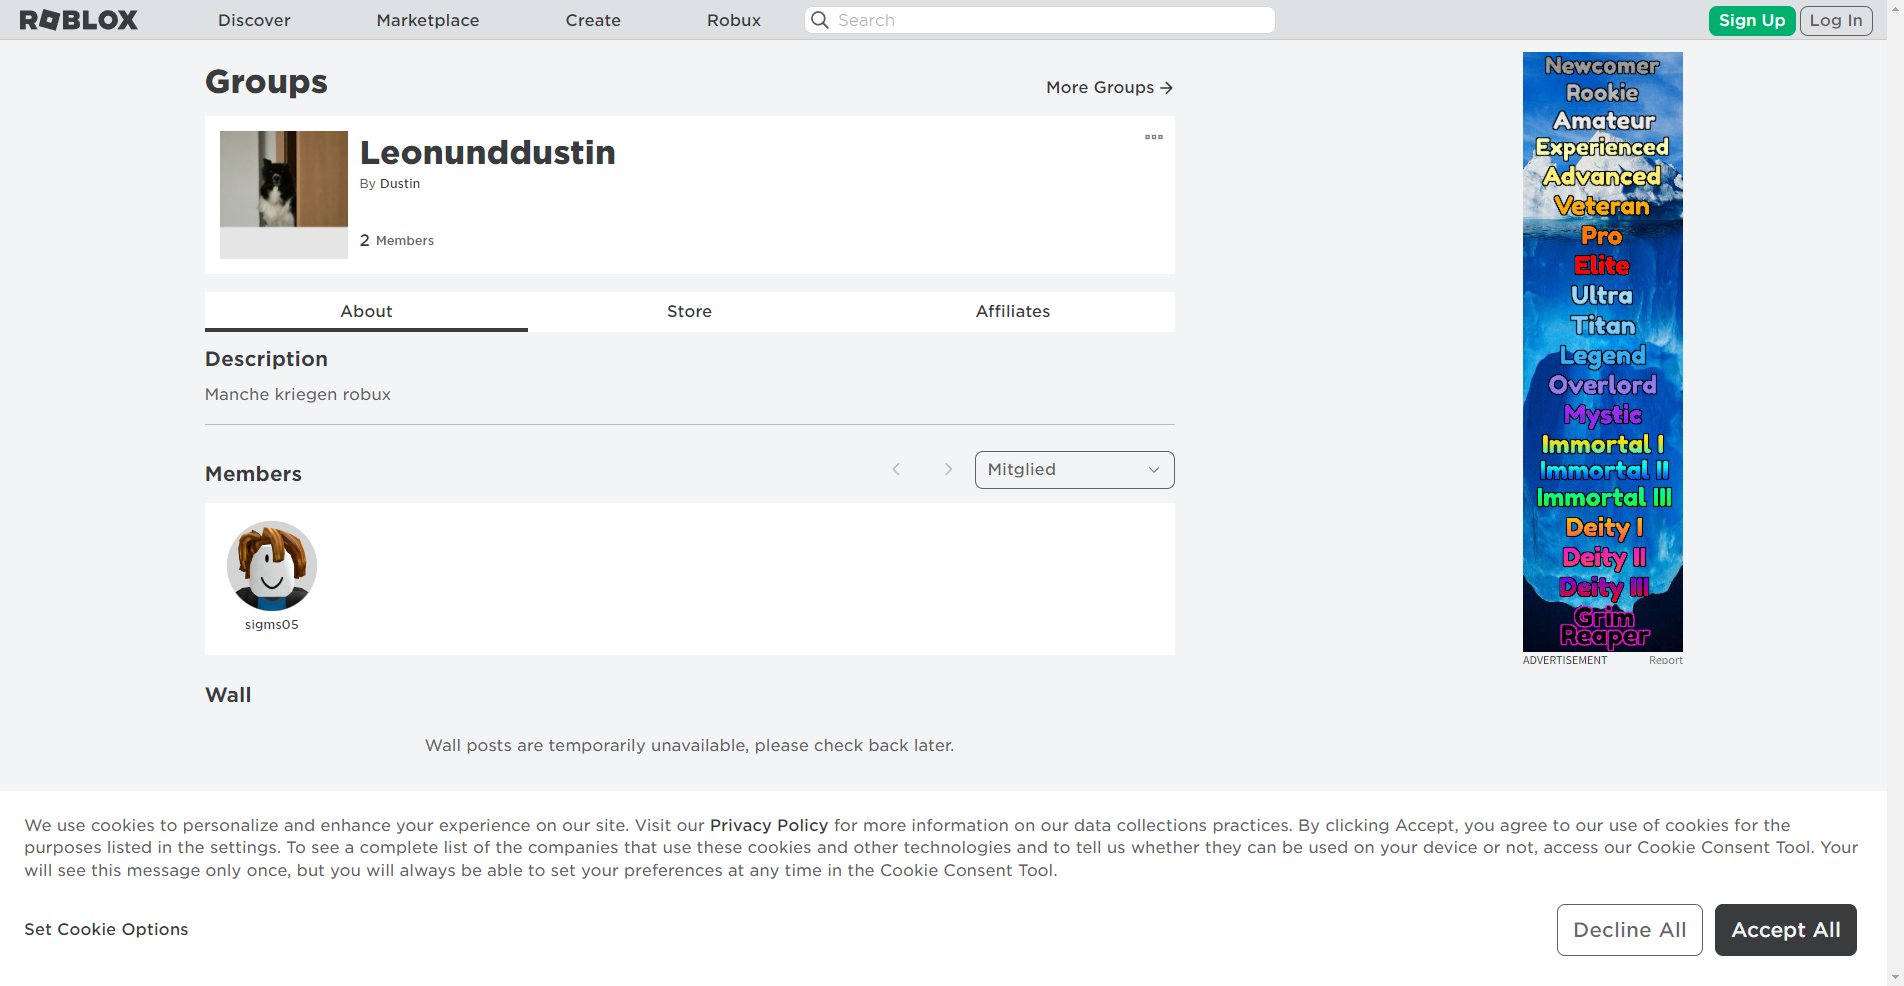 ROBLOX
Discover
Marketplace
Create
Robux
Search
Sign Up
Log In
Groups
More Groups →
Leonunddustin
By Dustin
2 Members
About
Store
Affiliates
Description
Manche kriegen robux
Members
Mitglied
sigms05
Wall
Wall posts are temporarily unavailable, please check back later.
Newcomer
Rookie
Amateur
Experienced
Advanced
Veteran
Pro
Elite
Ultra
Titan
Legend
Overlord
Mystic
Immortal I
Immortal II
Immortal III
Deity I
Deity II
Deity III
Grim
Reaper
ADVERTISEMENT
Report
We use cookies to personalize and enhance your experience on our site. Visit our Privacy Policy for more information on our data collections practices. By clicking Accept, you agree to our use of cookies for the
purposes listed in the settings. To see a complete list of the companies that use these cookies and other technologies and to tell us whether they can be used on your device or not, access our Cookie Consent Tool. Your
will see this message only once, but you will always be able to set your preferences at any time in the Cookie Consent Tool.
Set Cookie Options
Decline All
Accept All